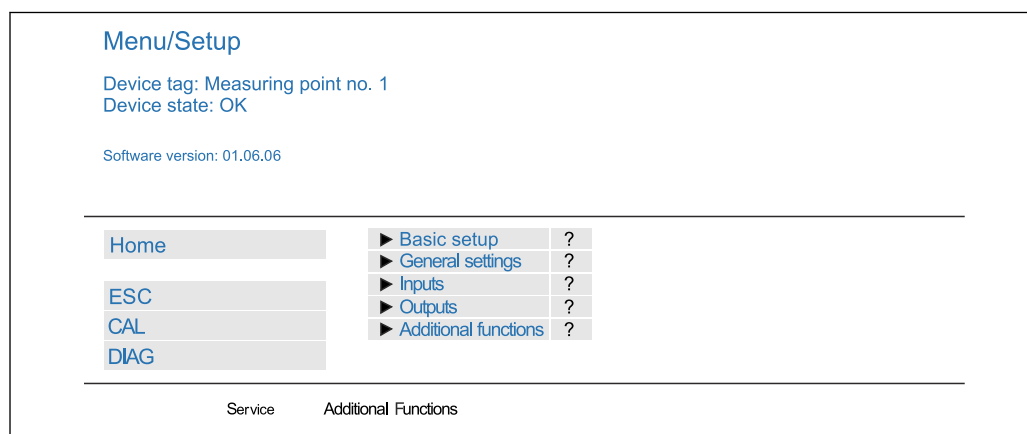 Menu/Setup
Device tag: Measuring point no. 1
Device state: OK
Software version: 01.06.06
Home
ESC
CAL
DIAG
► Basic setup ?
► General settings ?
► Inputs ?
► Outputs ?
► Additional functions ?
Service Additional Functions